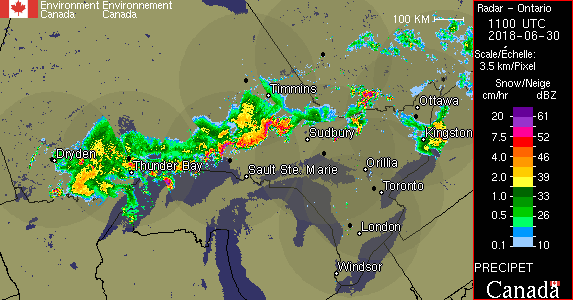 Environment Environnement
Canada Canada
100 KM
Radar - Ontario
1100 UTC
2018-06-30
Scale/Échelle:
3.5 km/Pixel
Snow/Neige
cm/hr dBZ
20 61
7.5 52
4.0 46
2.0 39
1.0 33
0.5 26
0.1 10
Timmins
Ottawa
Sudbury
Kingston
Dryden
Thunder Bay
Sault Ste. Marie
Orillia
Toronto
London
Windsor
PRECIPET
Canada